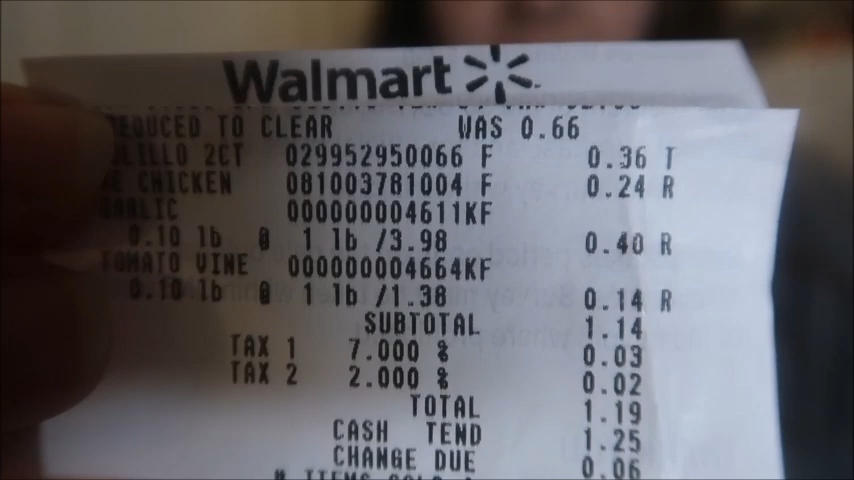 Walmart
REDUCED TO CLEAR WAS 0.66
2CT 029952950066 F 0.36 T
CHICKEN 081003781004 F 0.24 R
GARLIC 000000004611KF
0.10 lb @ 1 lb /3.98 0.40 R
TOMATO VINE 000000004664KF
0.10 lb @ 1 lb /1.38 0.14 R
SUBTOTAL 1.14
TAX 1 7.000 % 0.03
TAX 2 2.000 % 0.02
TOTAL 1.19
CASH TEND 1.25
CHANGE DUE 0.06
# ITEMS